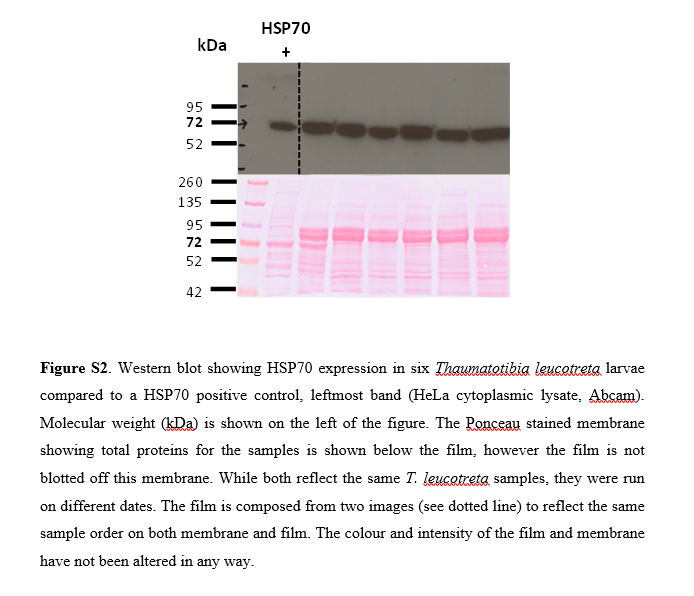 HSP70
kDa
+
95
72
52
260
135
95
72
52
42
Figure S2. Western blot showing HSP70 expression in six Thaumatotibia leucotreta larvae
compared to a HSP70 positive control, leftmost band (HeLa cytoplasmic lysate, Abcam).
Molecular weight (kDa) is shown on the left of the figure. The Ponceau stained membrane
showing total proteins for the samples is shown below the film, however the film is not
blotted off this membrane. While both reflect the same T. leucotreta samples, they were run
on different dates. The film is composed from two images (see dotted line) to reflect the same
sample order on both membrane and film. The colour and intensity of the film and membrane
have not been altered in any way.